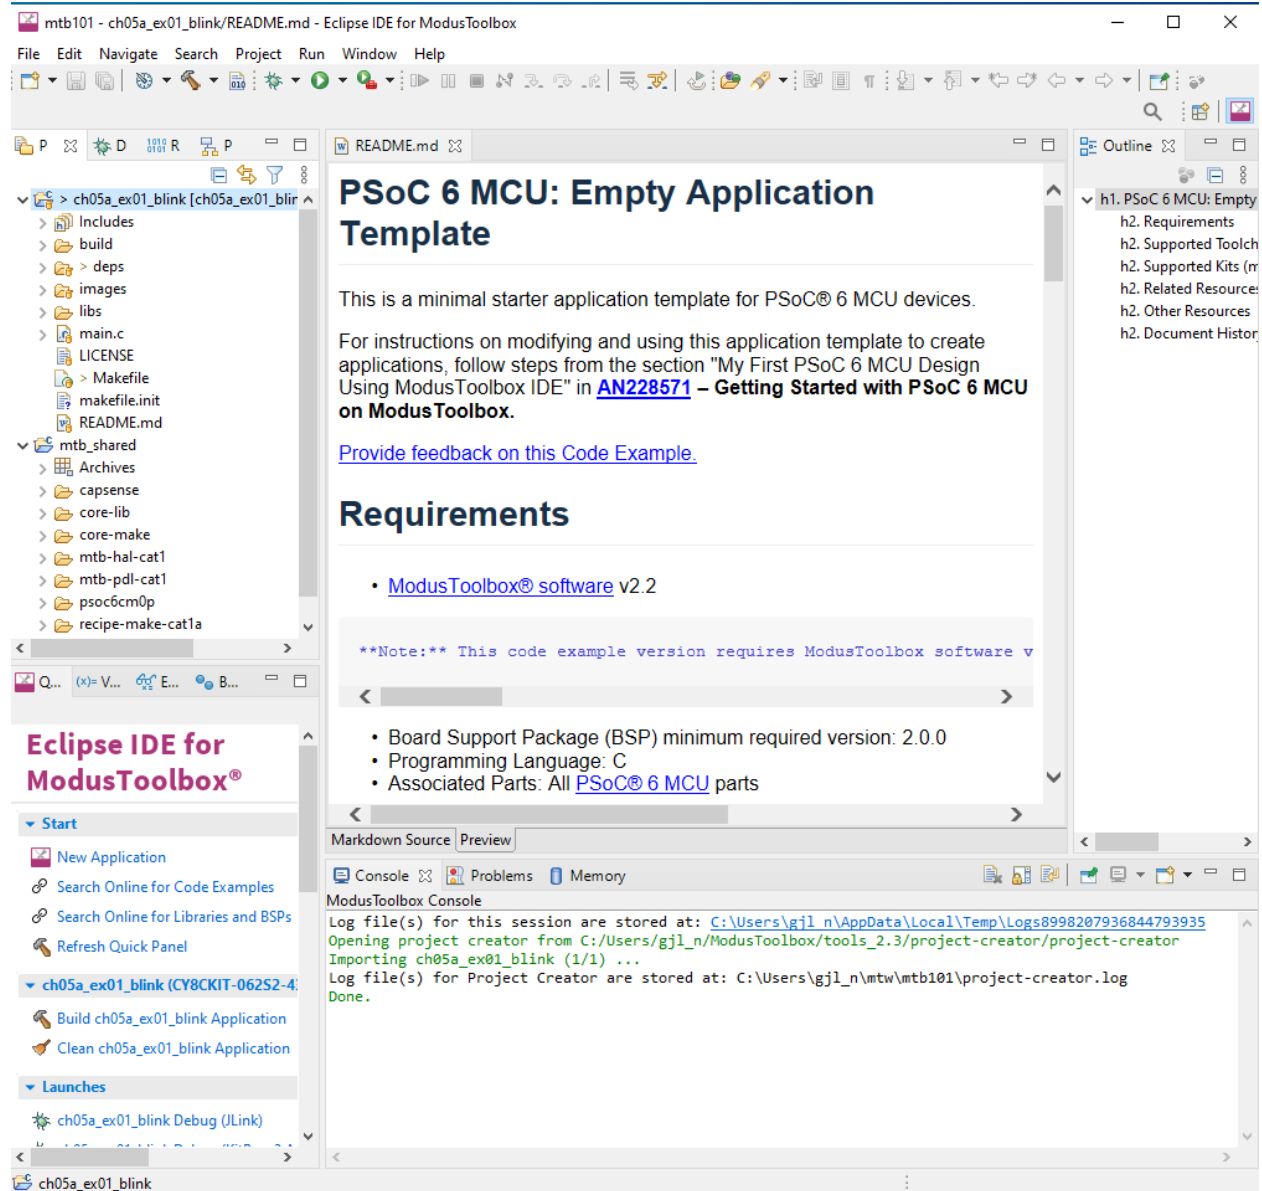 mtb101 - ch05a_ex01_blink/README.md - Eclipse IDE for ModusToolbox
File Edit Navigate Search Project Run Window Help
P D R P
> ch05a_ex01_blink [ch05a_ex01_blin
Includes
build
> deps
images
libs
main.c
LICENSE
> Makefile
makefile.init
README.md
mtb_shared
Archives
capsense
core-lib
core-make
mtb-hal-cat1
mtb-pdl-cat1
psoc6cm0p
recipe-make-cat1a
Q... (x)= V... E... B...
Eclipse IDE for
ModusToolbox®
Start
New Application
Search Online for Code Examples
Search Online for Libraries and BSPs
Refresh Quick Panel
ch05a_ex01_blink (CY8CKIT-062S2-4
Build ch05a_ex01_blink Application
Clean ch05a_ex01_blink Application
Launches
ch05a_ex01_blink Debug (JLink)
README.md
PSoC 6 MCU: Empty Application
Template
This is a minimal starter application template for PSoC® 6 MCU devices.
For instructions on modifying and using this application template to create
applications, follow steps from the section "My First PSoC 6 MCU Design
Using ModusToolbox IDE" in AN228571 – Getting Started with PSoC 6 MCU
on ModusToolbox.
Provide feedback on this Code Example.
Requirements
• ModusToolbox® software v2.2
**Note:** This code example version requires ModusToolbox software v
• Board Support Package (BSP) minimum required version: 2.0.0
• Programming Language: C
• Associated Parts: All PSoC® 6 MCU parts
Markdown Source Preview
Outline
h1. PSoC 6 MCU: Empty
h2. Requirements
h2. Supported Toolch
h2. Supported Kits (m
h2. Related Resources
h2. Other Resources
h2. Document Histor
Console Problems Memory
ModusToolbox Console
Log file(s) for this session are stored at: C:\Users\gjl_n\AppData\Local\Temp\Logs8998207936844793935
Opening project creator from C:/Users/gjl_n/ModusToolbox/tools_2.3/project-creator/project-creator
Importing ch05a_ex01_blink (1/1) ...
Log file(s) for Project Creator are stored at: C:\Users\gjl_n\mtw\mtb101\project-creator.log
Done.
ch05a_ex01_blink